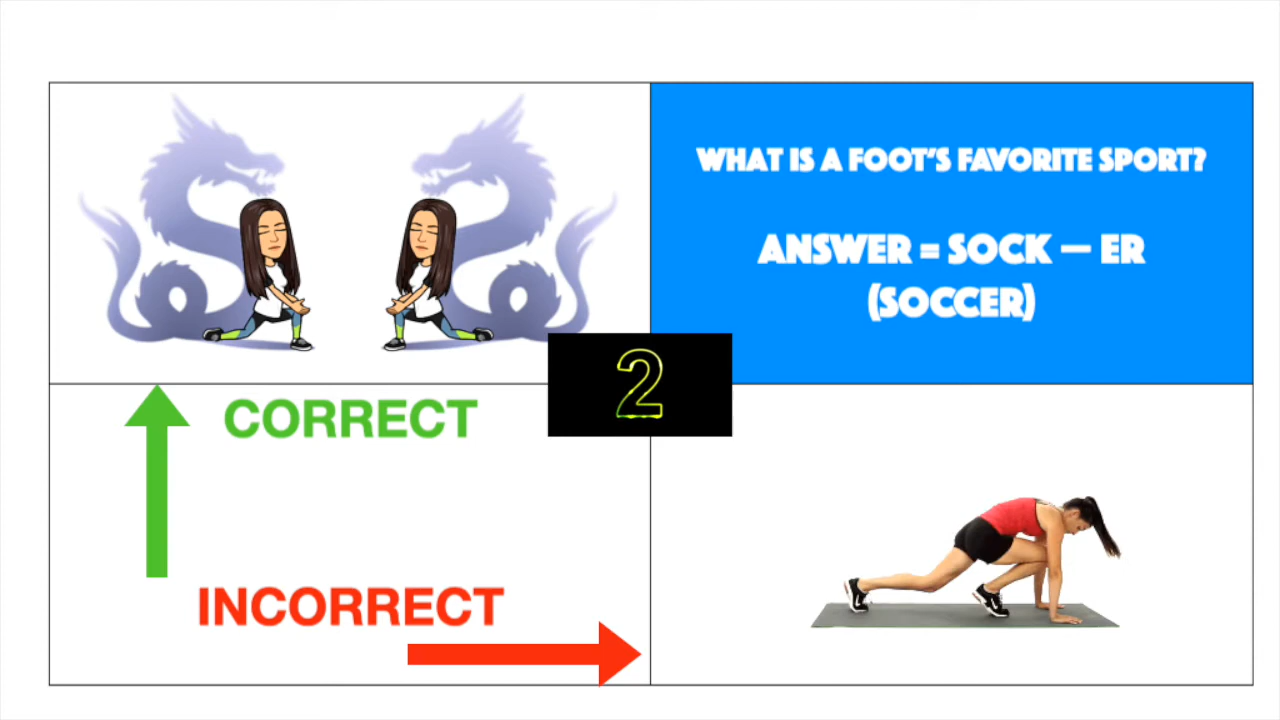 WHAT IS A FOOT'S FAVORITE SPORT?
ANSWER = SOCK — ER
(SOCCER)
2
CORRECT
INCORRECT